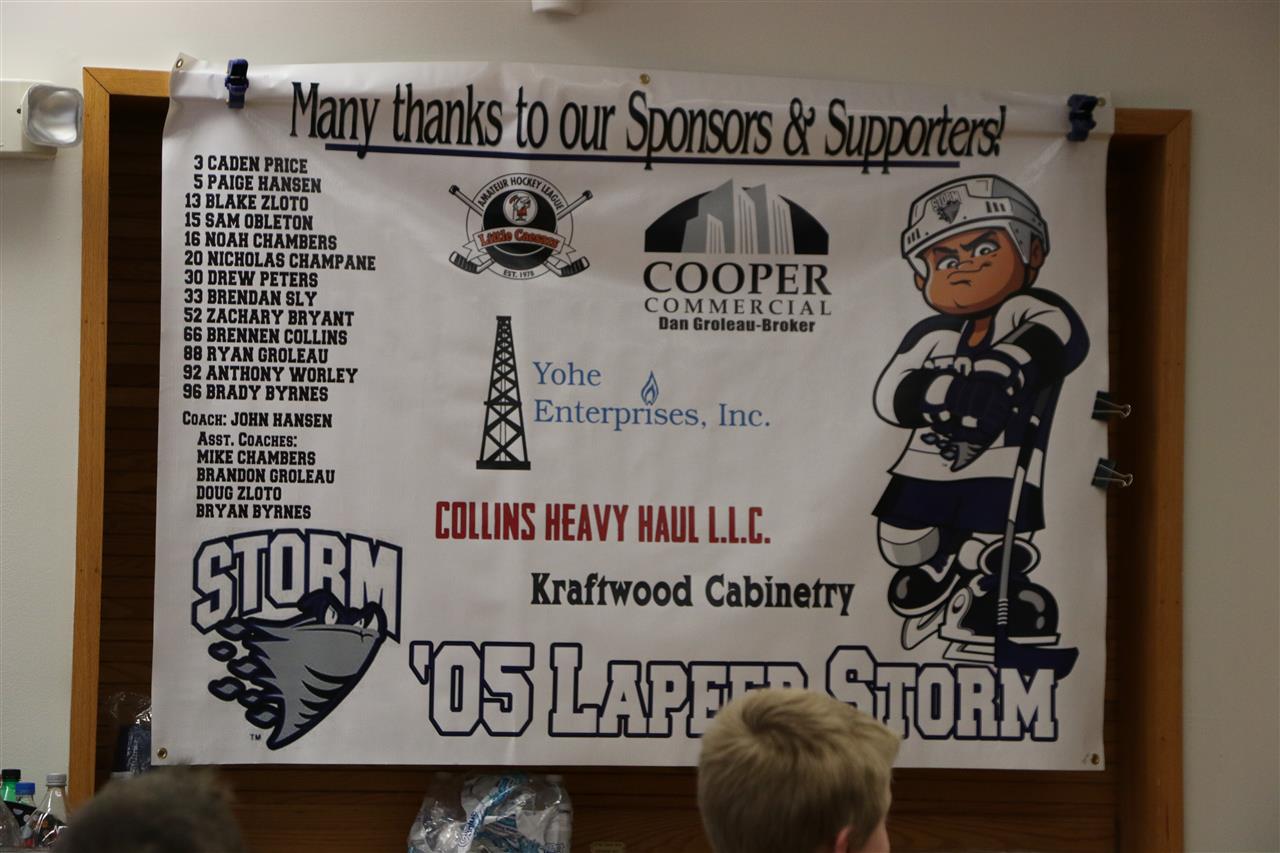 Many thanks to our Sponsors & Supporters!
3 CADEN PRICE
5 PAIGE HANSEN
13 BLAKE ZLOTO
15 SAM OBLETON
16 NOAH CHAMBERS
20 NICHOLAS CHAMPANE
30 DREW PETERS
33 BRENDAN SLY
52 ZACHARY BRYANT
66 BRENNEN COLLINS
88 RYAN GROLEAU
92 ANTHONY WORLEY
96 BRADY BYRNES
COACH: JOHN HANSEN
ASST. COACHES:
MIKE CHAMBERS
BRANDON GROLEAU
DOUG ZLOTO
BRYAN BYRNES
AMATEUR HOCKEY LEAGUE
Little Caesars
EST. 1978
COOPER
COMMERCIAL
Dan Groleau-Broker
Yohe
Enterprises, Inc.
COLLINS HEAVY HAUL L.L.C.
Kraftwood Cabinetry
STORM
STORM
TM
'05 LAPEER STORM